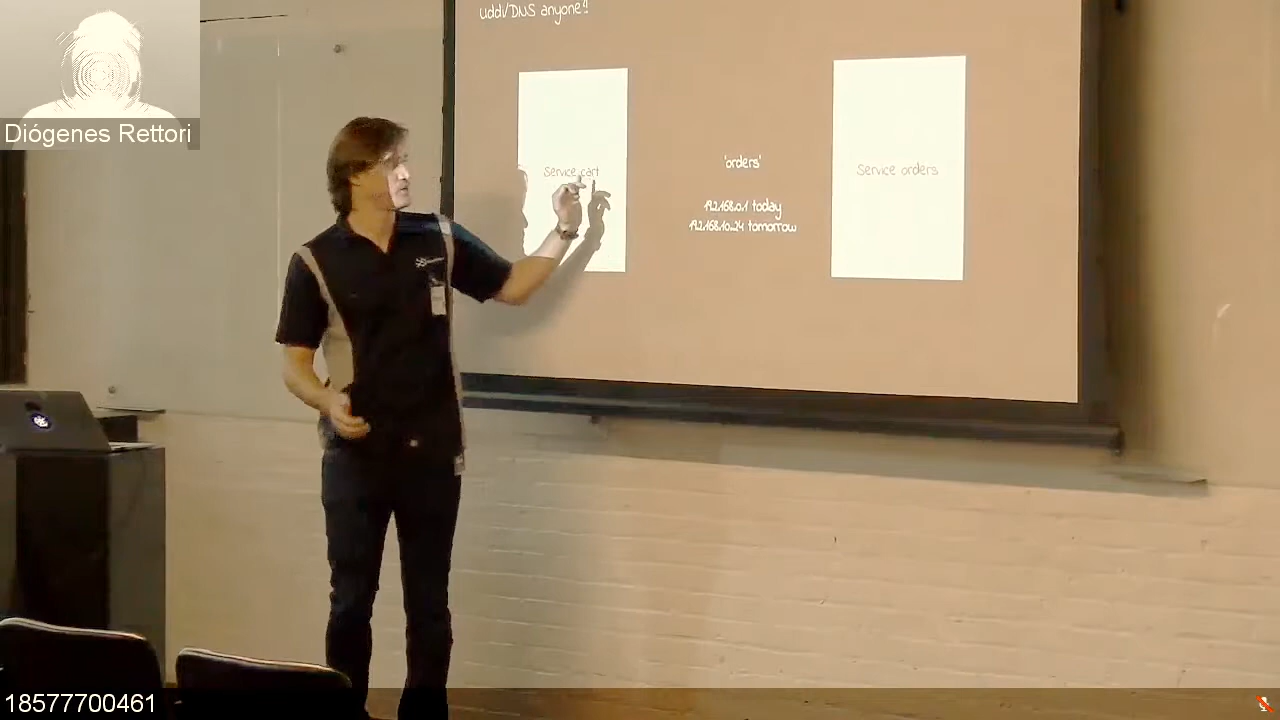 uddi/DNS anyone?!
Diógenes Rettori
'orders'
Service cart
Service orders
192.168.0.1 today
192.168.10.24 tomorrow
18577700461